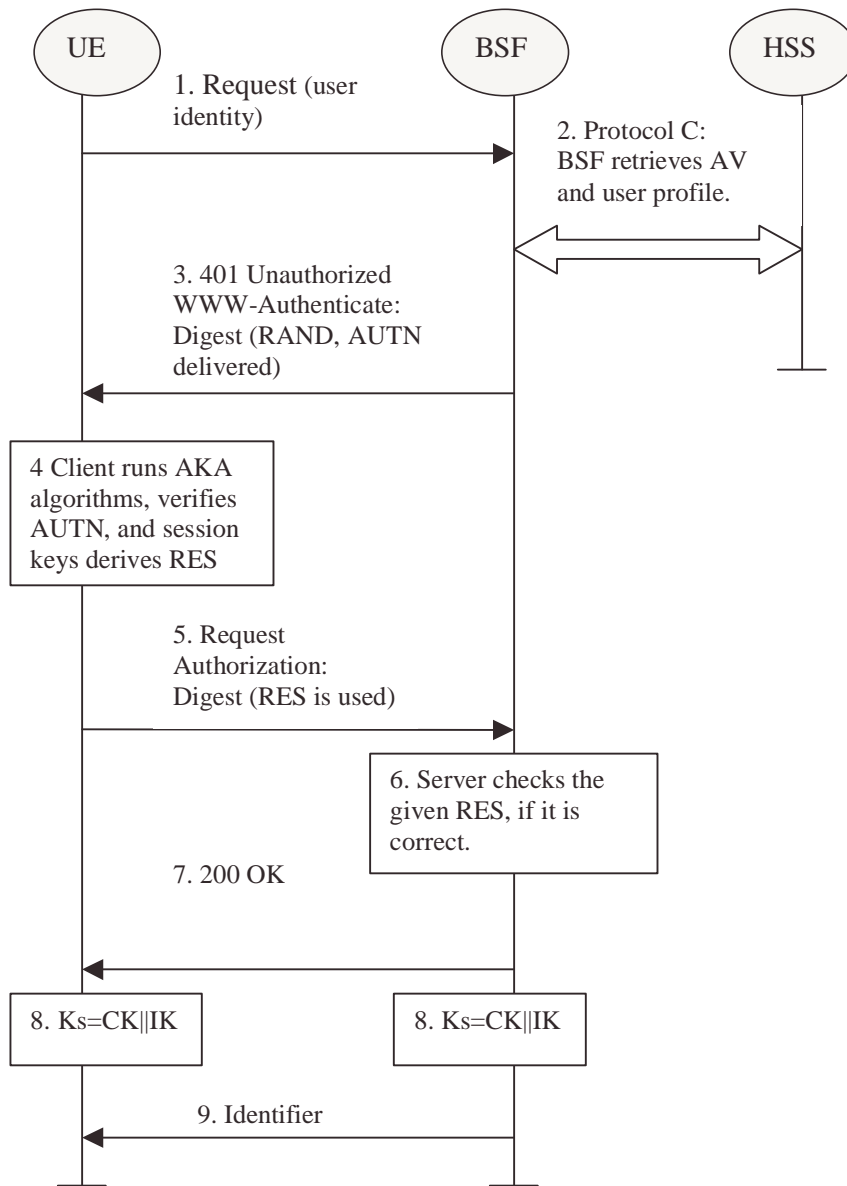 UE
BSF
HSS
1. Request (user
identity)
2. Protocol C:
BSF retrieves AV
and user profile.
3. 401 Unauthorized
WWW-Authenticate:
Digest (RAND, AUTN
delivered)
4 Client runs AKA
algorithms, verifies
AUTN, and session
keys derives RES
5. Request
Authorization:
Digest (RES is used)
6. Server checks the
given RES, if it is
correct.
7. 200 OK
8. Ks=CK||IK
8. Ks=CK||IK
9. Identifier